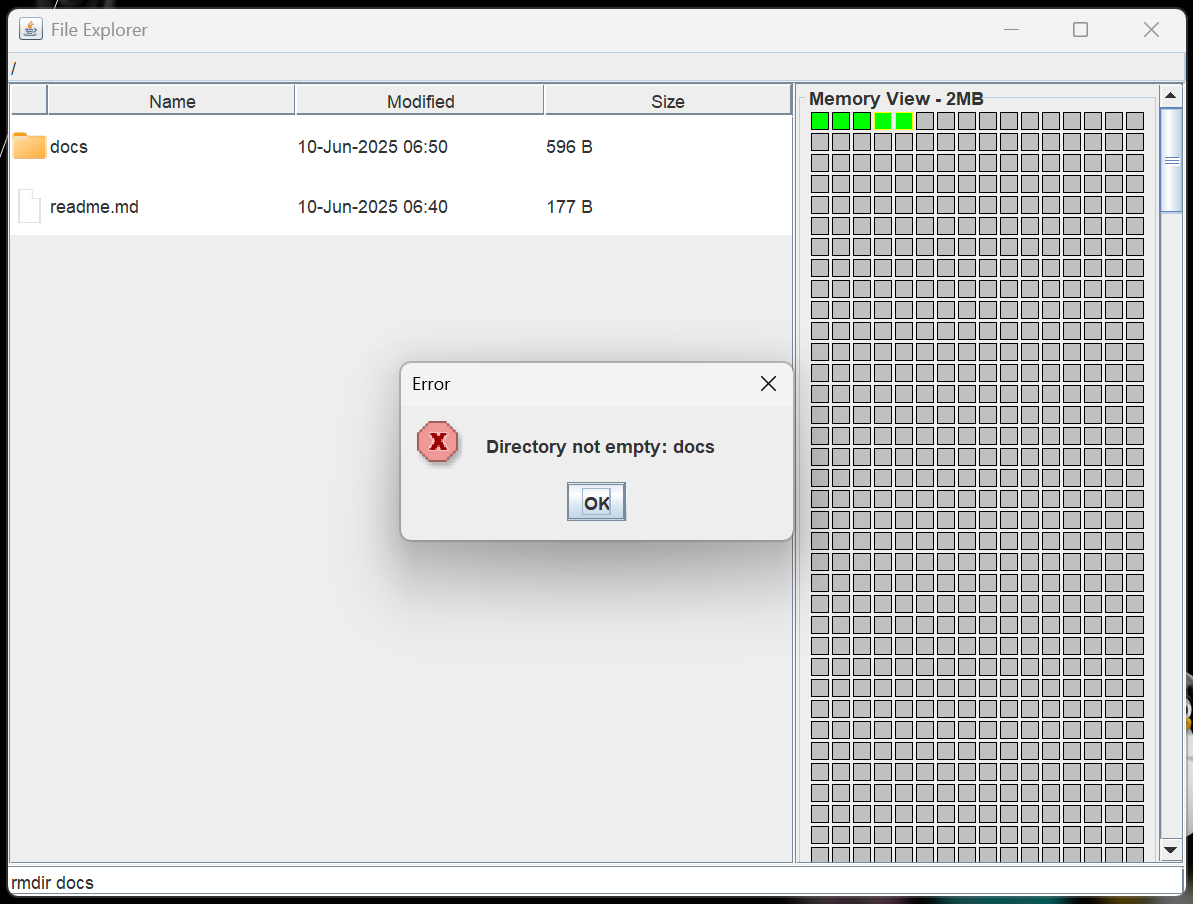 File Explorer
/
Name Modified Size
docs 10-Jun-2025 06:50 596 B
readme.md 10-Jun-2025 06:40 177 B
Memory View - 2MB
Error
Directory not empty: docs
OK
rmdir docs